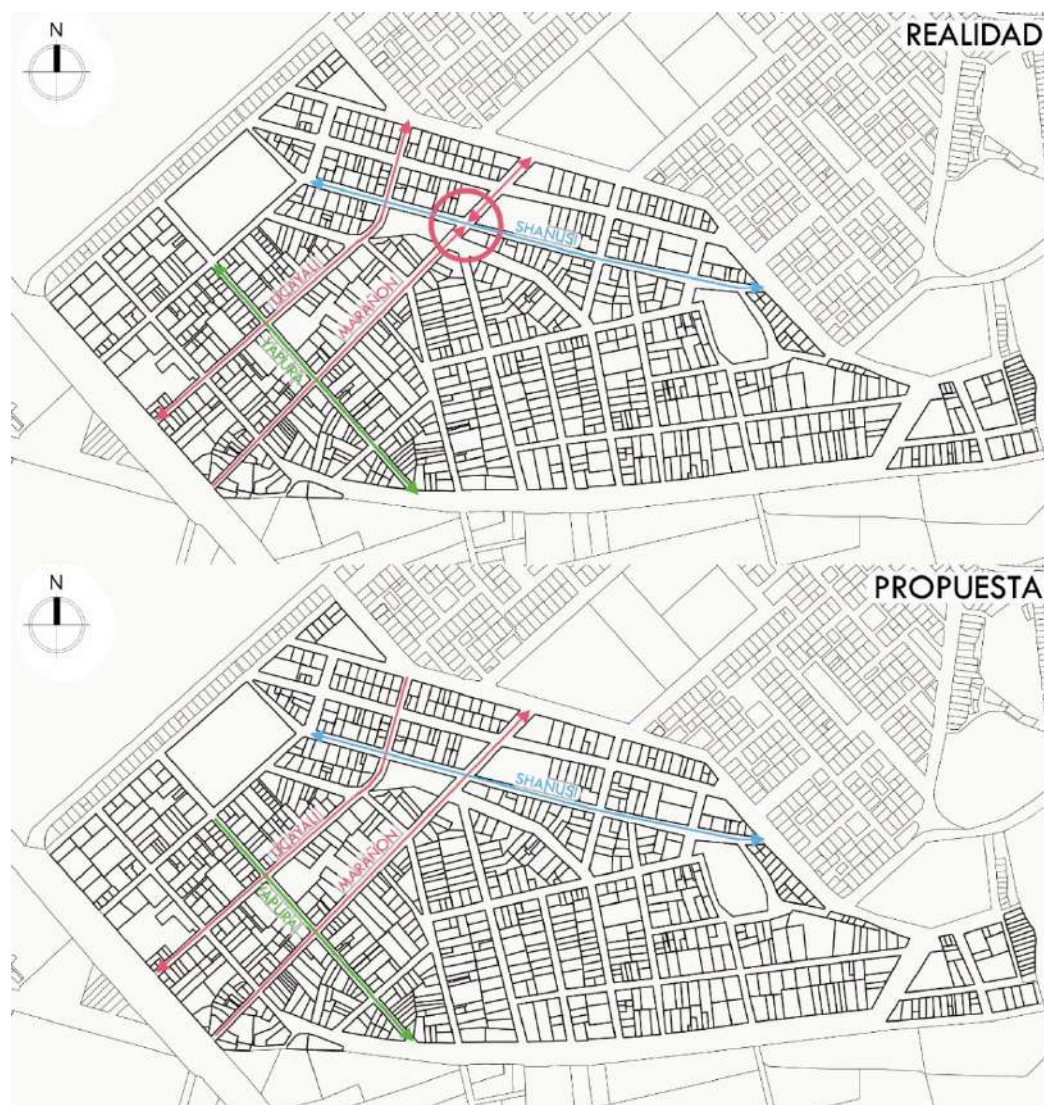 N
REALIDAD
SHANUSI
UCAYALI
MARAÑON
YAPURA
N
PROPUESTA
SHANUSI
UCAYALI
MARAÑON
YAPURA